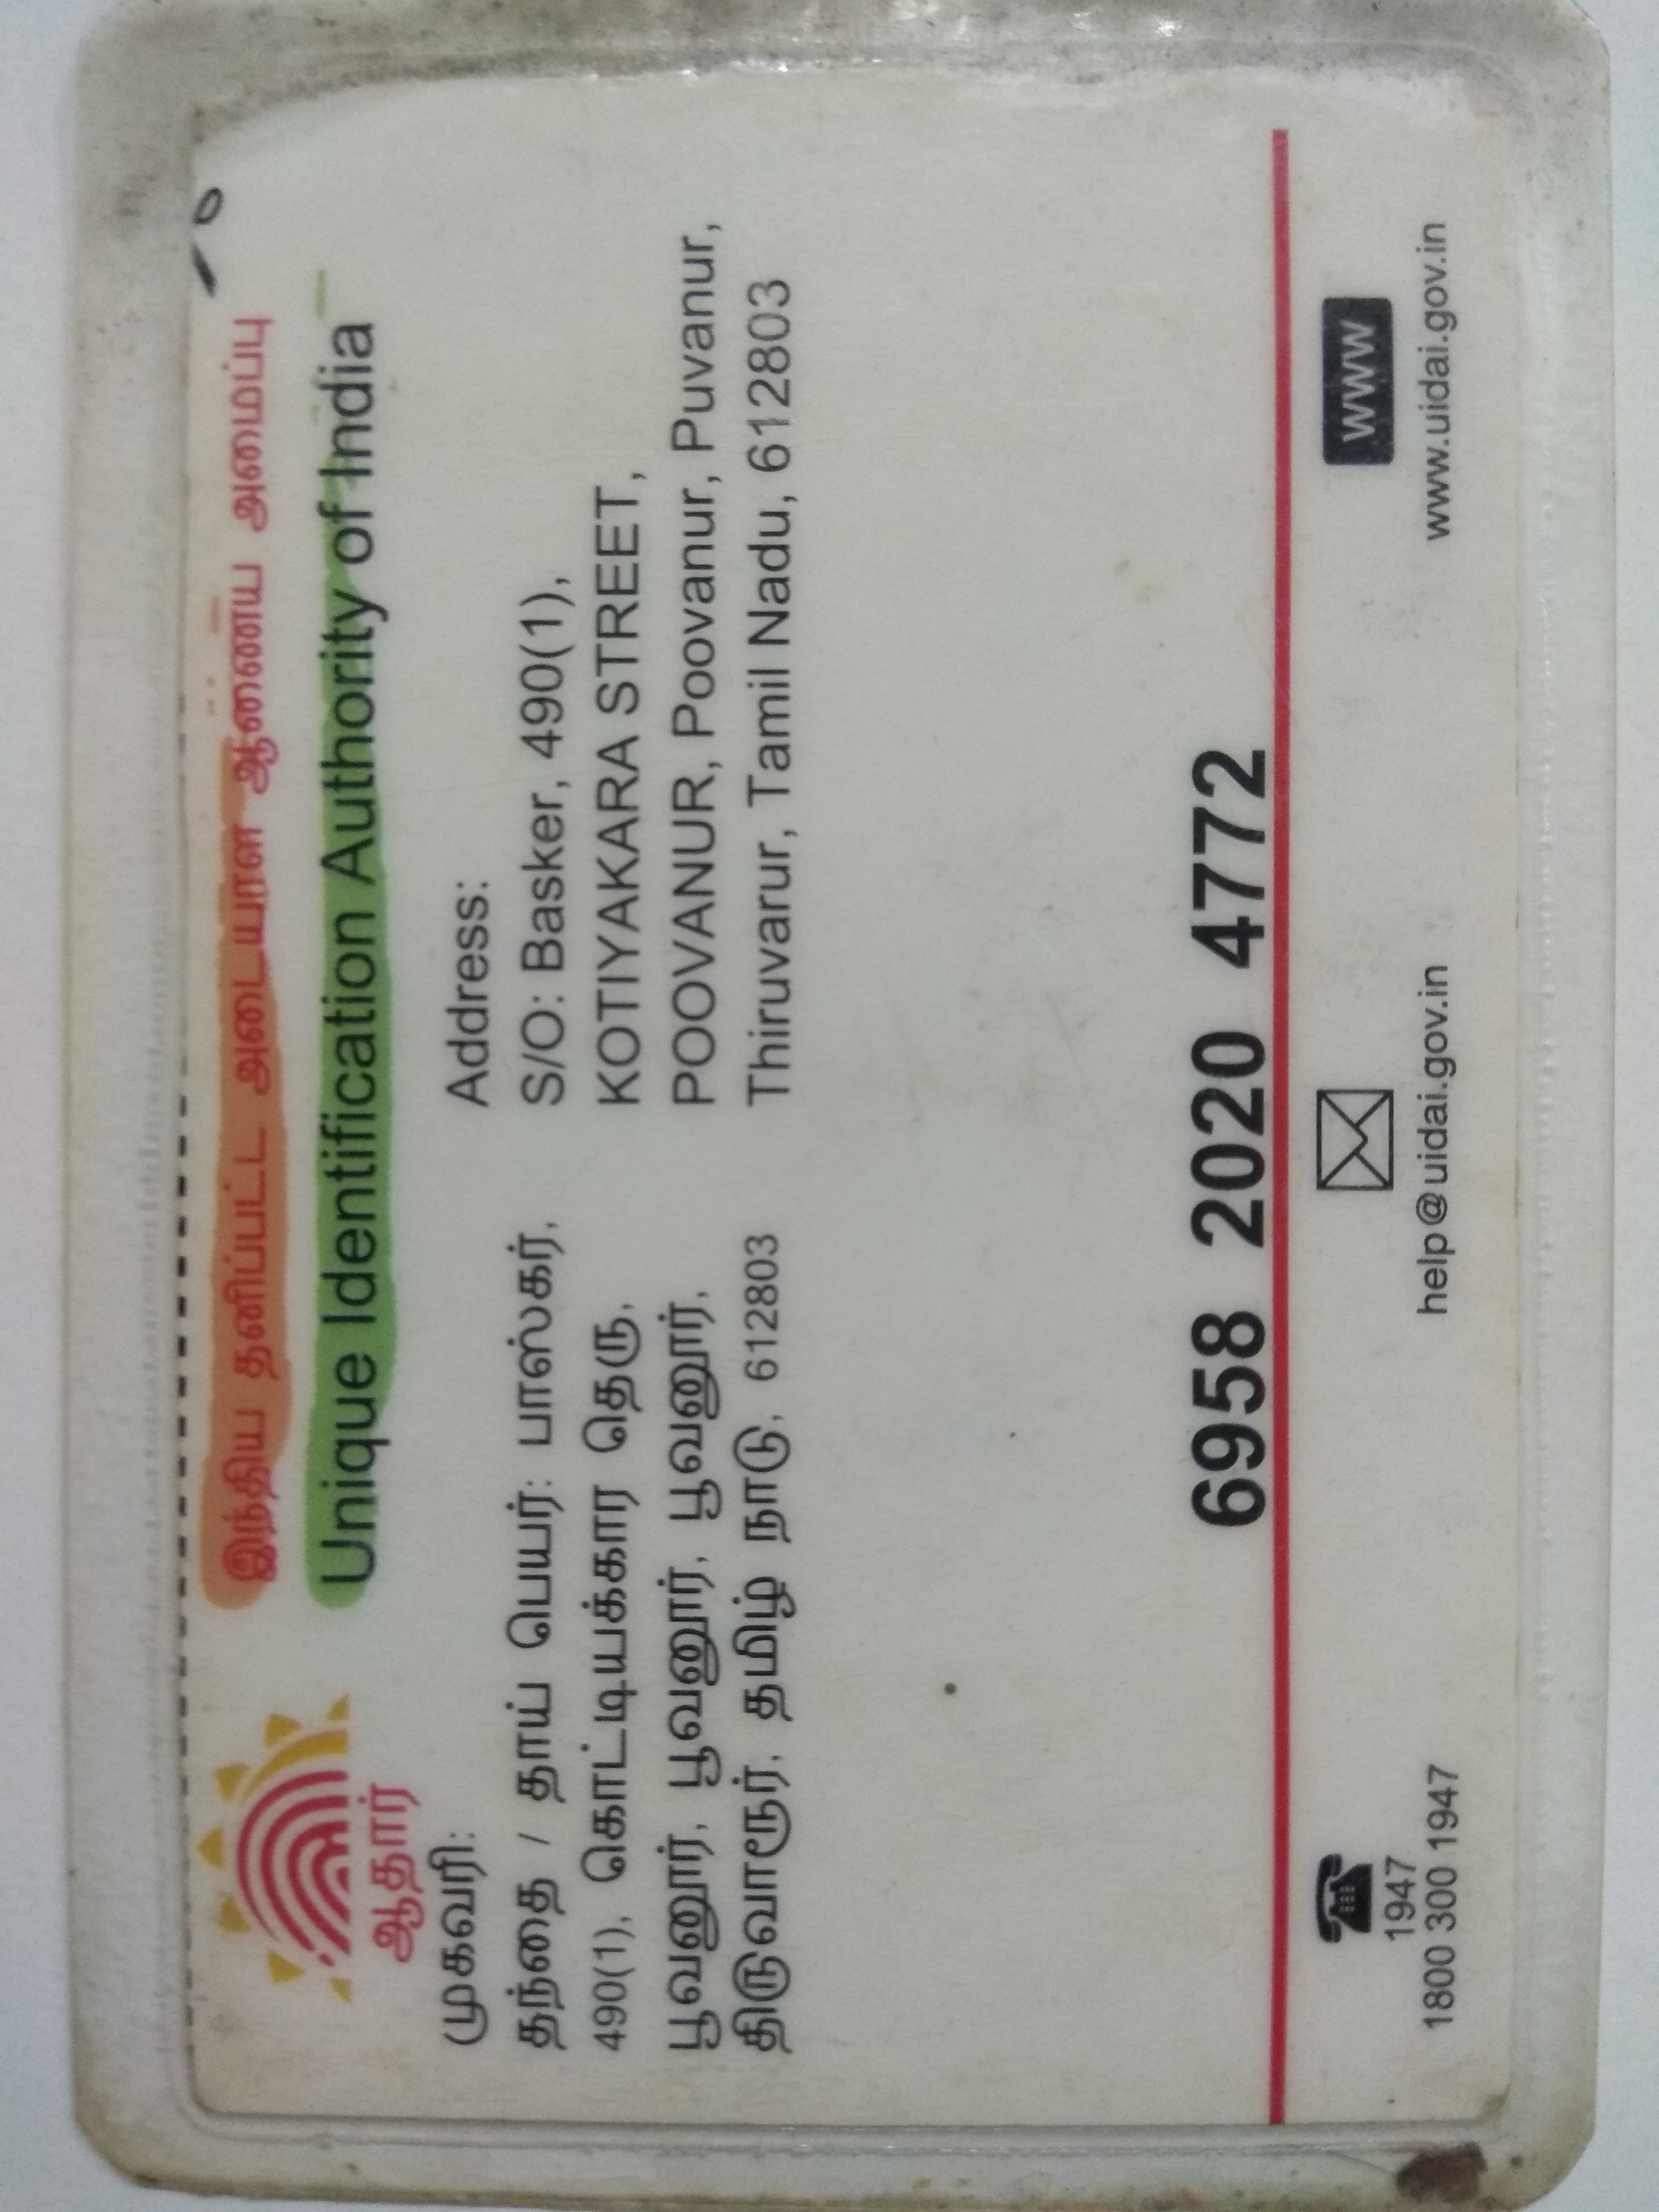 இந்திய தனிப்பட்ட அடையாள ஆணைய அமைப்பு
Unique Identification Authority of India
ஆதார்
முகவரி:
தந்தை / தாய் பெயர்: பாஸ்கர்,
490(1), கொட்டியக்கார தெரு,
பூவனூர், பூவனூர், பூவனூர்,
திருவாரூர், தமிழ் நாடு, 612803
Address:
S/O: Basker, 490(1),
KOTIYAKARA STREET,
POOVANUR, Poovanur, Puvanur,
Thiruvarur, Tamil Nadu, 612803
6958 2020 4772
1947
1800 300 1947
help@uidai.gov.in
www
www.uidai.gov.in